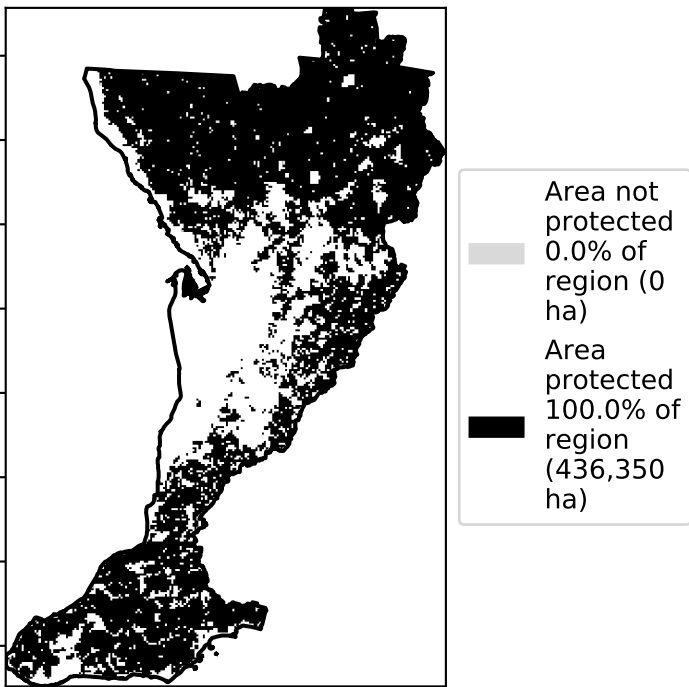 Area not
protected
0.0% of
region (0
ha)
Area
protected
100.0% of
region
(436,350
ha)